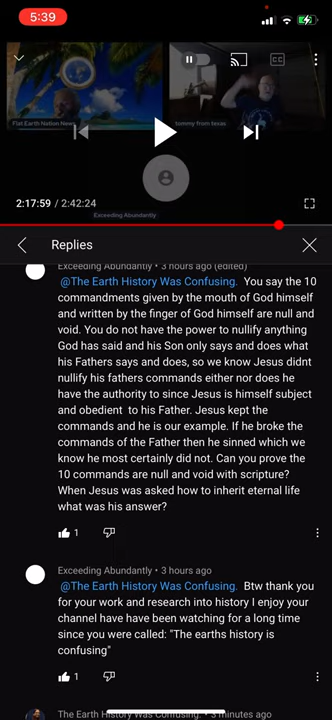 5:39
CC
Flat Earth Nation News
tommy from texas
Exceeding Abundantly
2:17:59 / 2:42:24
Replies
Exceeding Abundantly • 3 hours ago (edited)
@The Earth History Was Confusing. You say the 10
commandments given by the mouth of God himself
and written by the finger of God himself are null and
void. You do not have the power to nullify anything
God has said and his Son only says and does what
his Fathers says and does, so we know Jesus didnt
nullify his fathers commands either nor does he
have the authority to since Jesus is himself subject
and obedient to his Father. Jesus kept the
commands and he is our example. If he broke the
commands of the Father then he sinned which we
know he most certainly did not. Can you prove the
10 commands are null and void with scripture?
When Jesus was asked how to inherit eternal life
what was his answer?
1
Exceeding Abundantly • 3 hours ago
@The Earth History Was Confusing. Btw thank you
for your work and research into history I enjoy your
channel have have been watching for a long time
since you were called: "The earths history is
confusing"
1
The Earth History Was Confusing. • 3 minutes ago